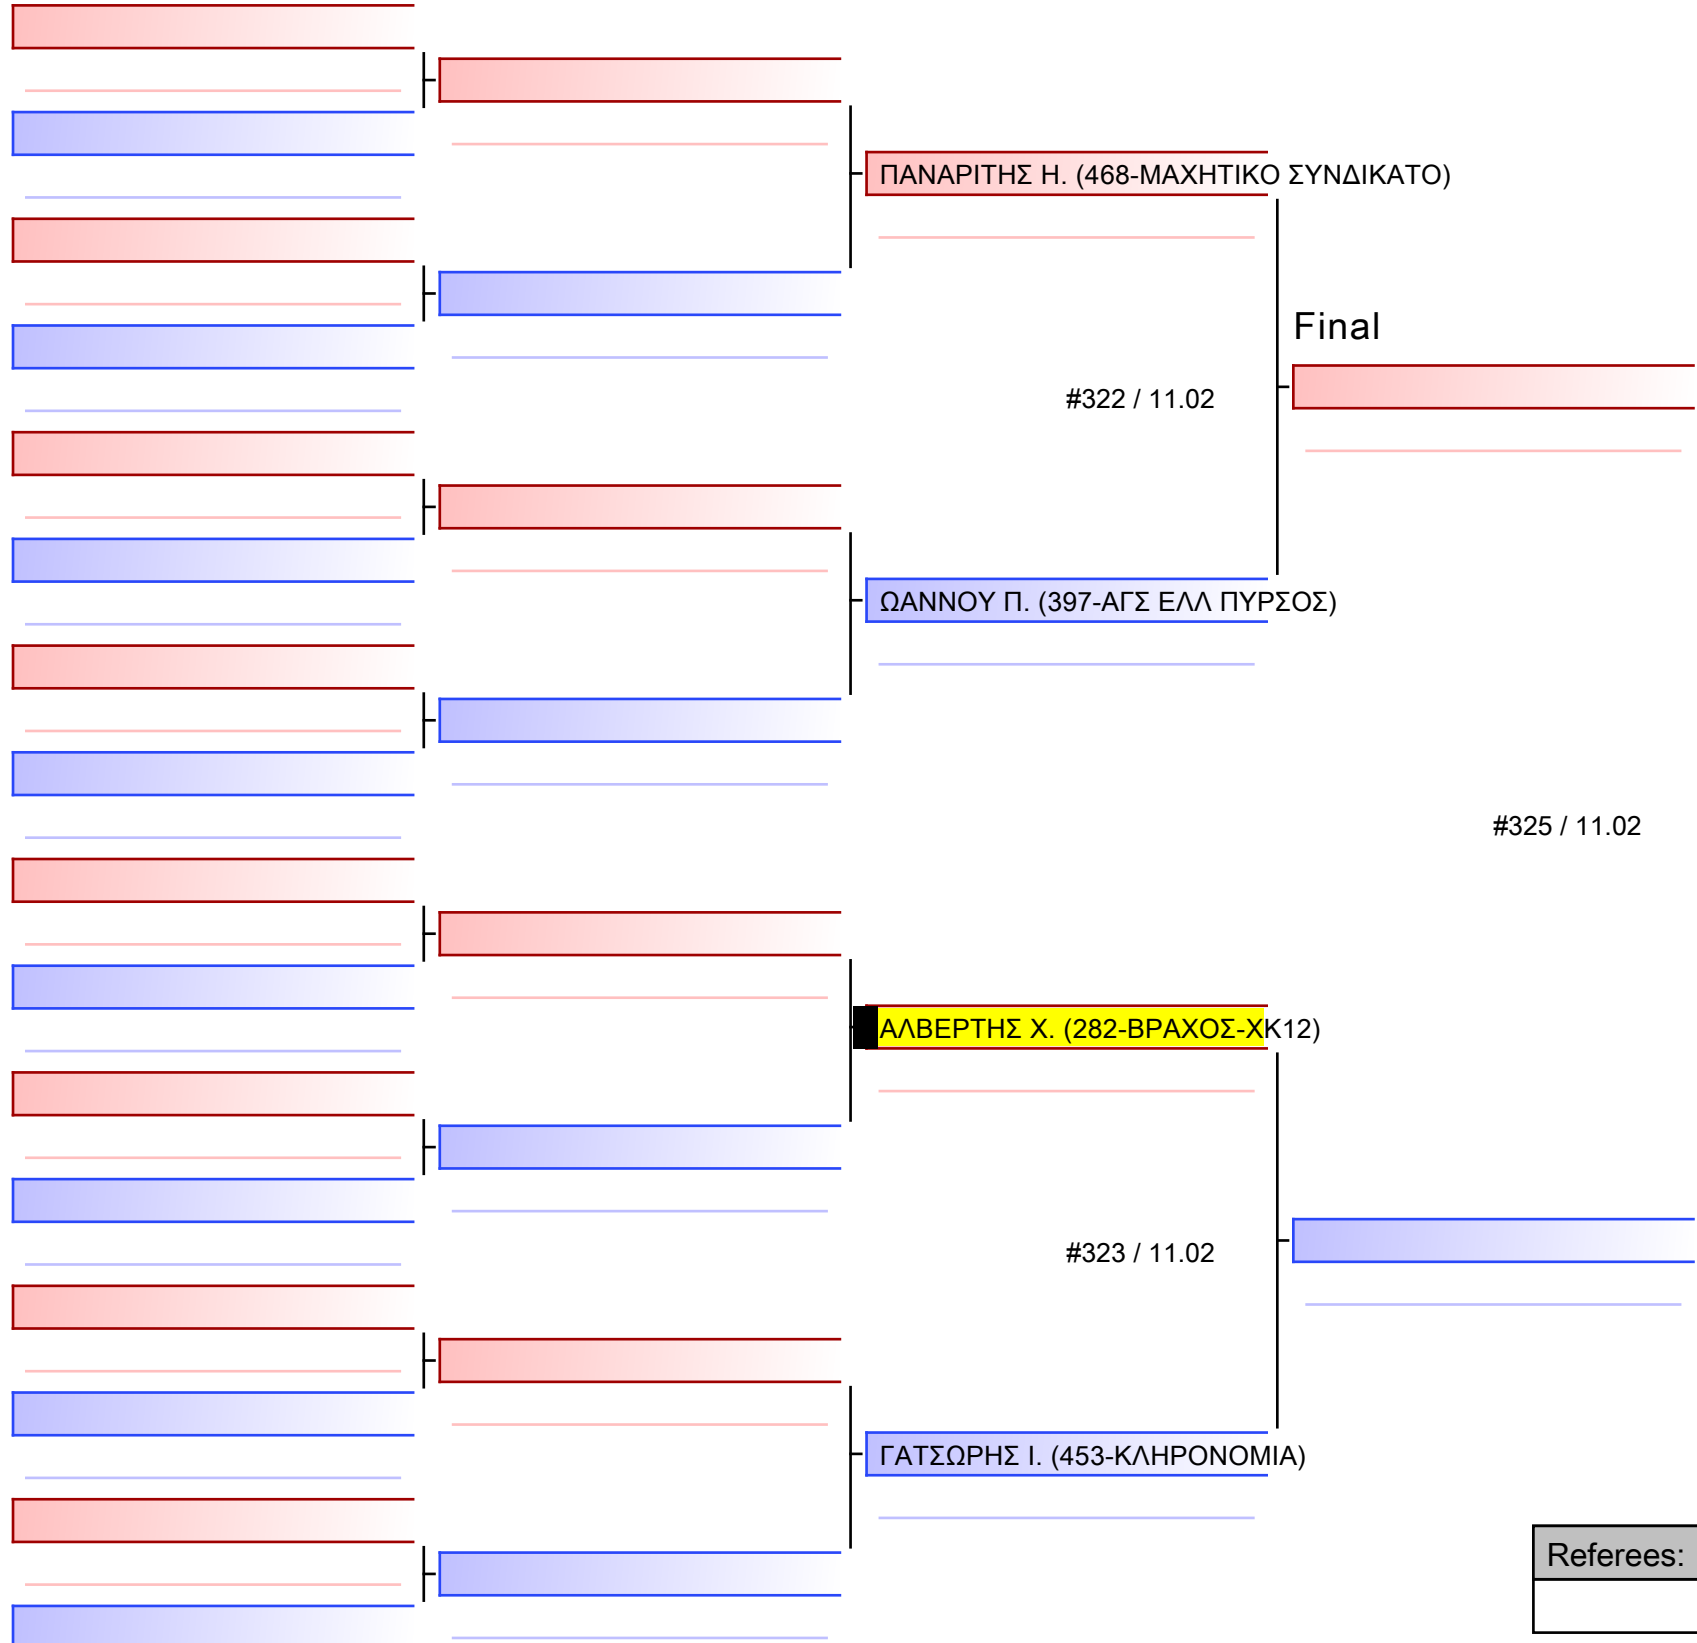 ΠΑΝΑΡΙΤΗΣ Η. (468-ΜΑΧΗΤΙΚΟ ΣΥΝΔΙΚΑΤΟ)
Final
#322 / 11.02
ΩΑΝΝΟΥ Π. (397-ΑΓΣ ΕΛΛ ΠΥΡΣΟΣ)
#325 / 11.02
ΑΛΒΕΡΤΗΣ Χ. (282-ΒΡΑΧΟΣ-ΧΚ12)
#323 / 11.02
ΓΑΤΣΩΡΗΣ Ι. (453-ΚΛΗΡΟΝΟΜΙΑ)
Referees: